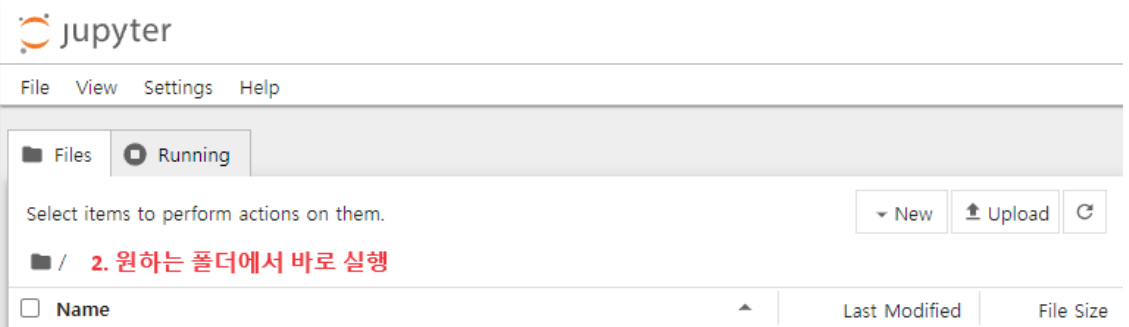 jupyter
File View Settings Help
Files Running
Select items to perform actions on them. New Upload
/ 2. 원하는 폴더에서 바로 실행
Name Last Modified File Size